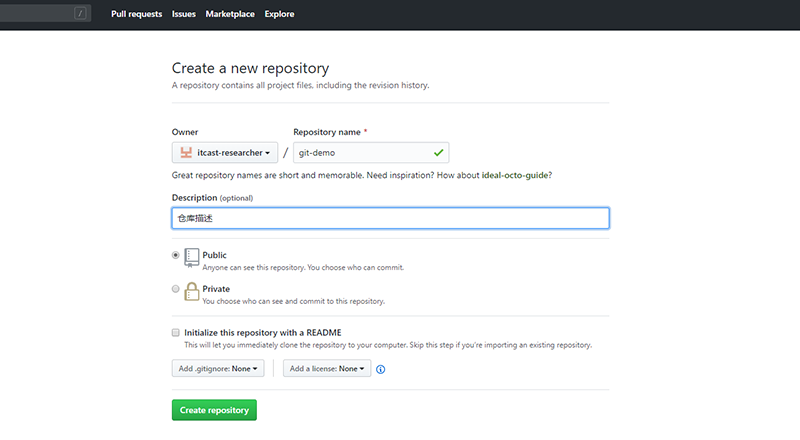 / Pull requests Issues Marketplace Explore
Create a new repository
A repository contains all project files, including the revision history.
Owner Repository name *
itcast-researcher / git-demo
Great repository names are short and memorable. Need inspiration? How about ideal-octo-guide?
Description (optional)
仓库描述
Public
Anyone can see this repository. You choose who can commit.
Private
You choose who can see and commit to this repository.
Initialize this repository with a README
This will let you immediately clone the repository to your computer. Skip this step if you're importing an existing repository.
Add .gitignore: None Add a license: None
Create repository